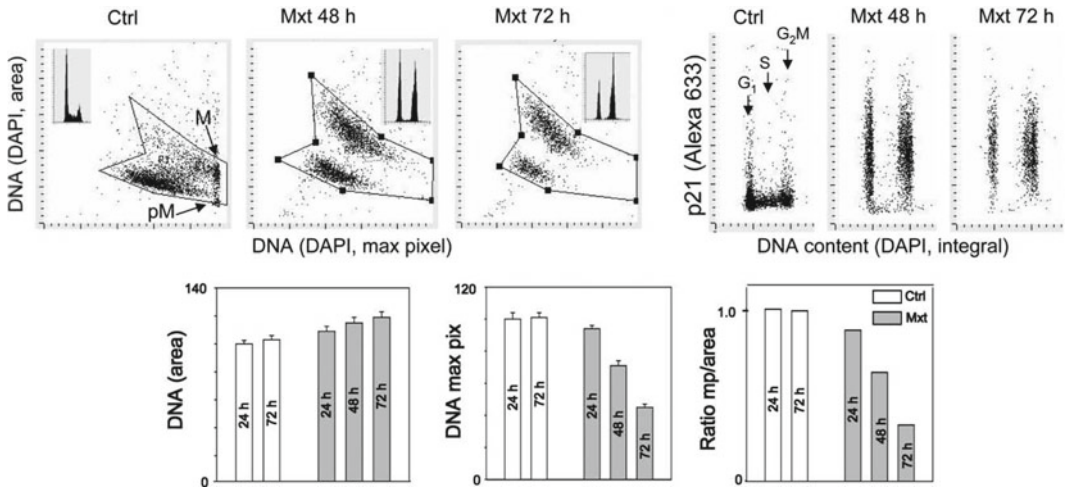 Ctrl
Mxt 48 h
Mxt 72 h
DNA (DAPI, area)
M
pM
DNA (DAPI, max pixel)
Ctrl
Mxt 48 h
Mxt 72 h
p21 (Alexa 633)
G1
S
G2M
DNA content (DAPI, integral)
DNA (area)
140
0
24 h
72 h
24 h
48 h
72 h
DNA max pix
120
0
24 h
72 h
24 h
48 h
72 h
Ratio mp/area
1.0
0
24 h
72 h
24 h
48 h
72 h
Ctrl
Mxt